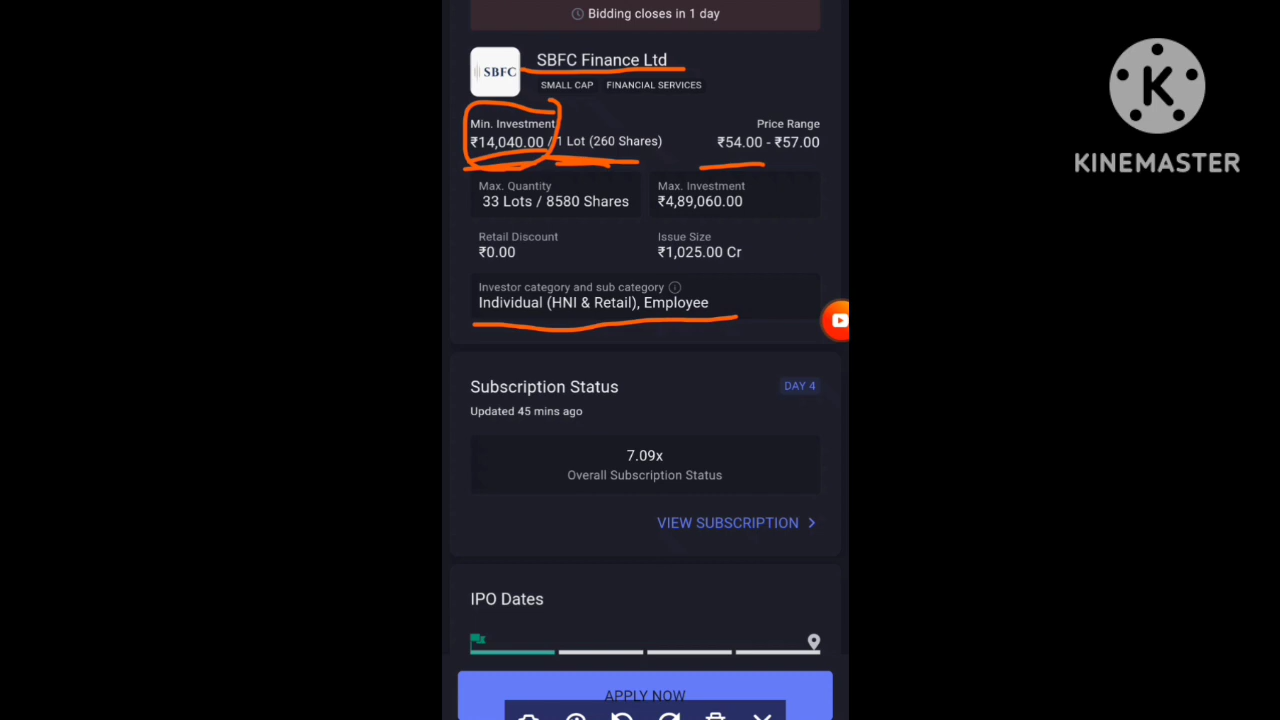 Bidding closes in 1 day
SBFC
SBFC Finance Ltd
SMALL CAP FINANCIAL SERVICES
Min. Investment Price Range
₹14,040.00 / 1 Lot (260 Shares) ₹54.00 - ₹57.00
Max. Quantity Max. Investment
33 Lots / 8580 Shares ₹4,89,060.00
Retail Discount Issue Size
₹0.00 ₹1,025.00 Cr
Investor category and sub category
Individual (HNI & Retail), Employee
Subscription Status DAY 4
Updated 45 mins ago
7.09x
Overall Subscription Status
VIEW SUBSCRIPTION >
IPO Dates
APPLY NOW
K
KINEMASTER